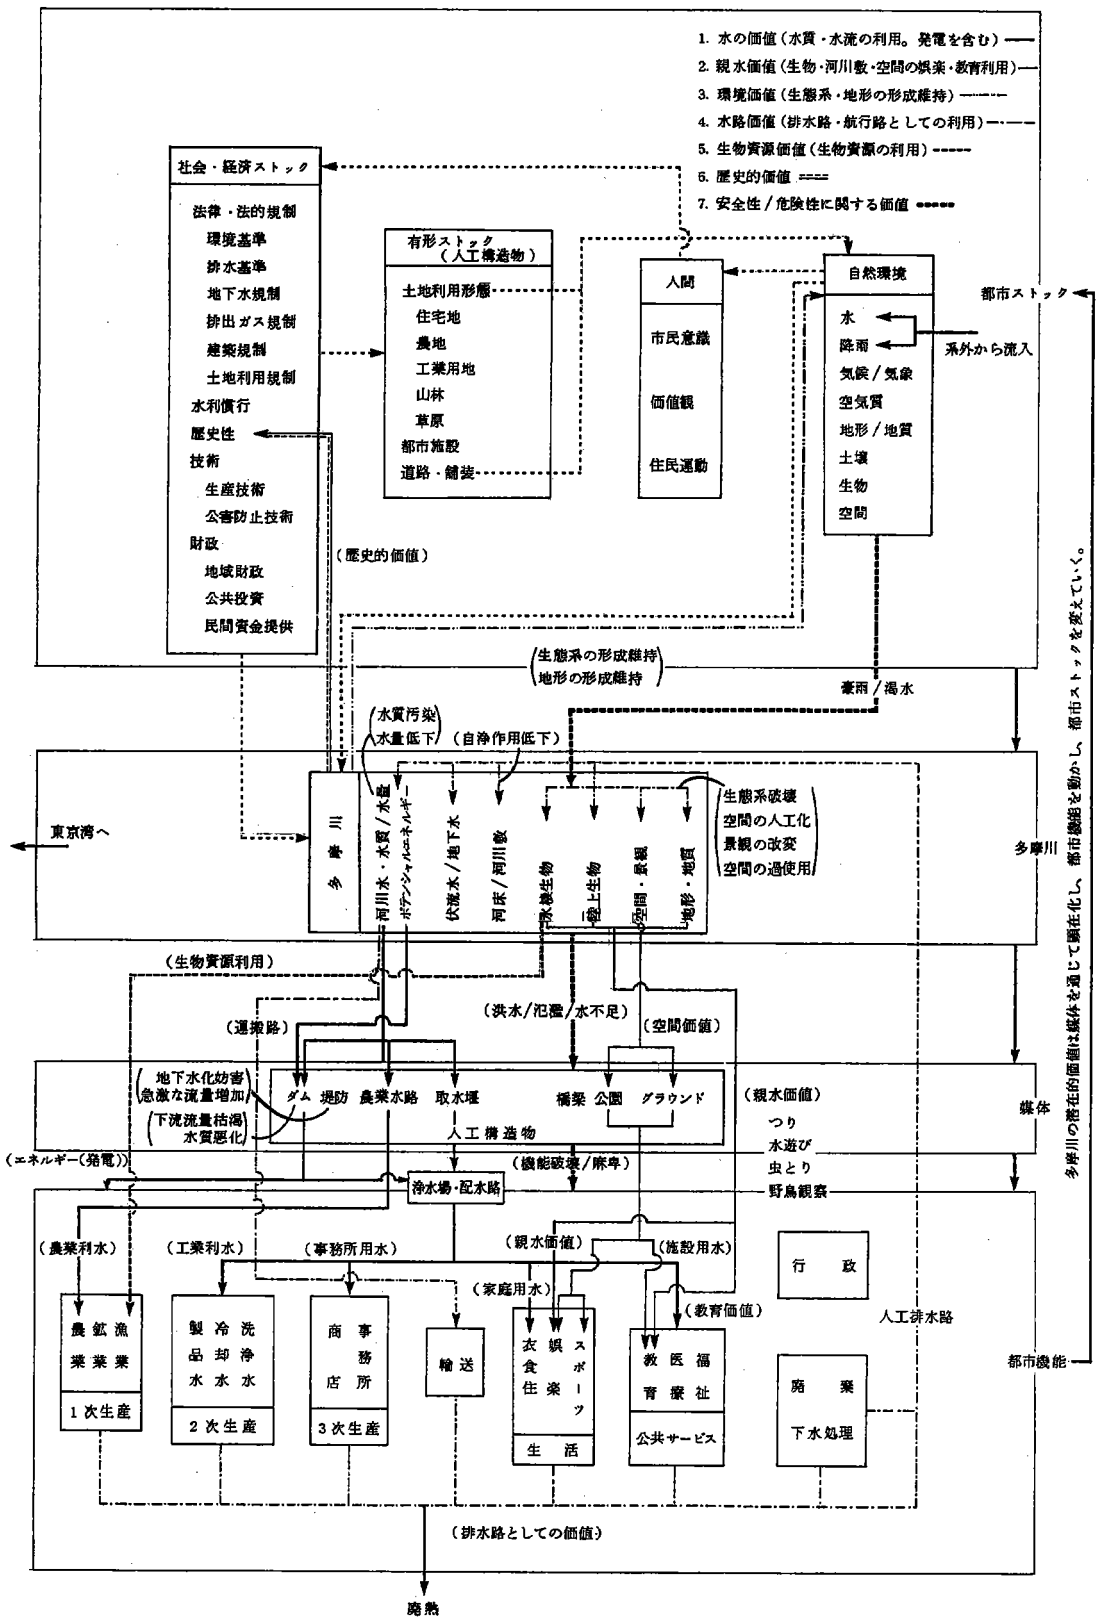 1. 水の価値(水質・水流の利用。発電を含む)
2. 親水価値(生物・河川敷・空間の娯楽・教育利用)
3. 環境価値(生態系・地形の形成維持)
4. 水路価値(排水路・航行路としての利用)
5. 生物資源価値(生物資源の利用)
6. 歴史的価値
7. 安全性/危険性に関する価値
社会・経済ストック
法律・法的規制
環境基準
排水基準
地下水規制
排出ガス規制
建築規制
土地利用規制
水利慣行
歴史性
技術
生産技術
公害防止技術
財政
地域財政
公共投資
民間資金提供
有形ストック
(人工構造物)
土地利用形態
住宅地
農地
工業用地
山林
草原
都市施設
道路・舗装
人間
市民意識
価値観
住民運動
自然環境
水
降雨
気候/気象
空気質
地形/地質
土壌
生物
空間
都市ストック
系外から流入
(歴史的価値)
(生態系の形成維持
地形の形成維持)
豪雨/渇水
(水質汚染
水量低下)
(自浄作用低下)
東京湾へ
多摩川
河川水・水質/水量
ポテンシャルエネルギー
伏流水/地下水
河床/河川敷
水棲生物
陸上生物
空間・景観
地形・地質
(生態系破壊
空間の人工化
景観の改変
空間の過使用)
多摩川
(生物資源利用)
(運搬路)
(洪水/氾濫/水不足)
(空間価値)
(地下水化妨害
急激な流量増加)
(下流流量枯渇
水質悪化)
ダム
堤防
農業水路
取水堰
橋梁
公園
グラウンド
人工構造物
(親水価値)
つり
水遊び
虫とり
野鳥観察
媒体
(エネルギー(発電))
(機能破壊/麻卑)
浄水場・配水路
(農業利水)
(工業利水)
(事務所用水)
(家庭用水)
(親水価値)
(施設用水)
(教育価値)
農業
鉱業
漁業
1次生産
製品水
冷却水
洗浄水
2次生産
商店
事務所
3次生産
輸送
衣食住
娯楽
スポーツ
生活
教育
医療
福祉
公共サービス
行政
廃棄
下水処理
人工排水路
都市機能
(排水路としての価値)
廃熱
多摩川の潜在的価値は媒体を通じて顕在化し、都市機能を動かし、都市ストックを変えていく。